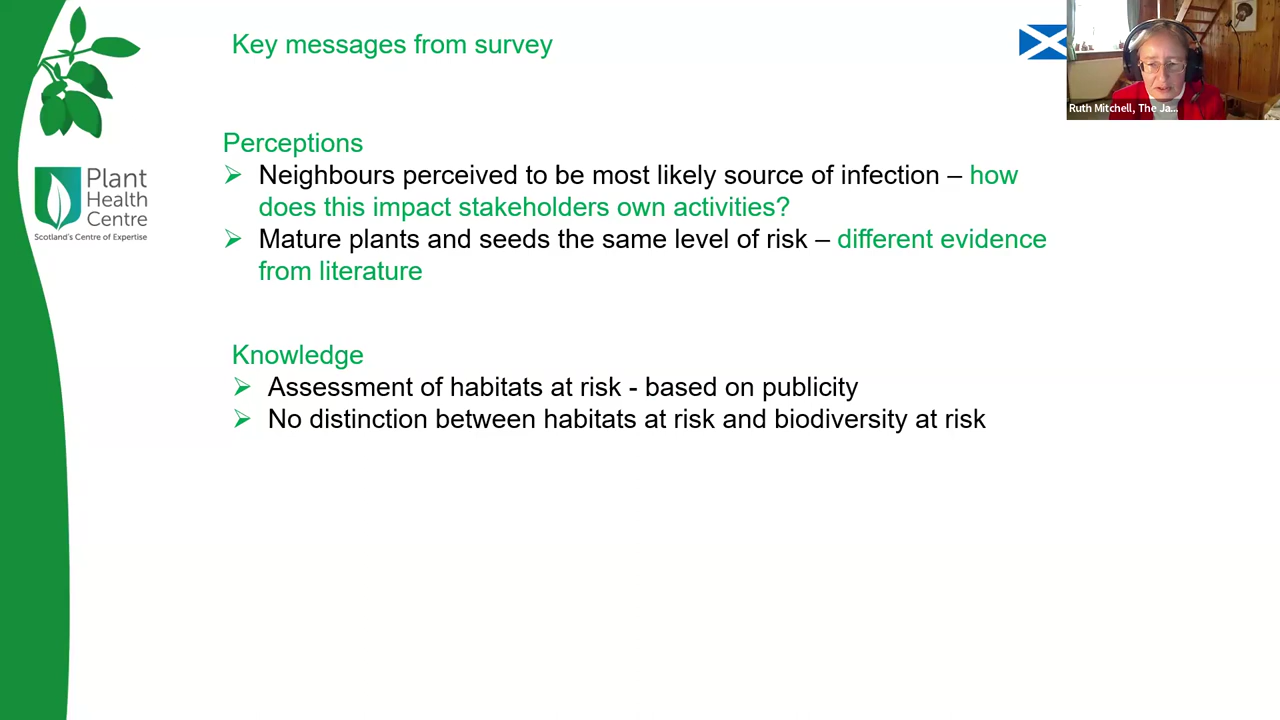 Key messages from survey
Ruth Mitchell, The Ja...
Perceptions
Neighbours perceived to be most likely source of infection – how
does this impact stakeholders own activities?
Mature plants and seeds the same level of risk – different evidence
from literature
Plant
Health
Centre
Scotland's Centre of Expertise
Knowledge
Assessment of habitats at risk - based on publicity
No distinction between habitats at risk and biodiversity at risk